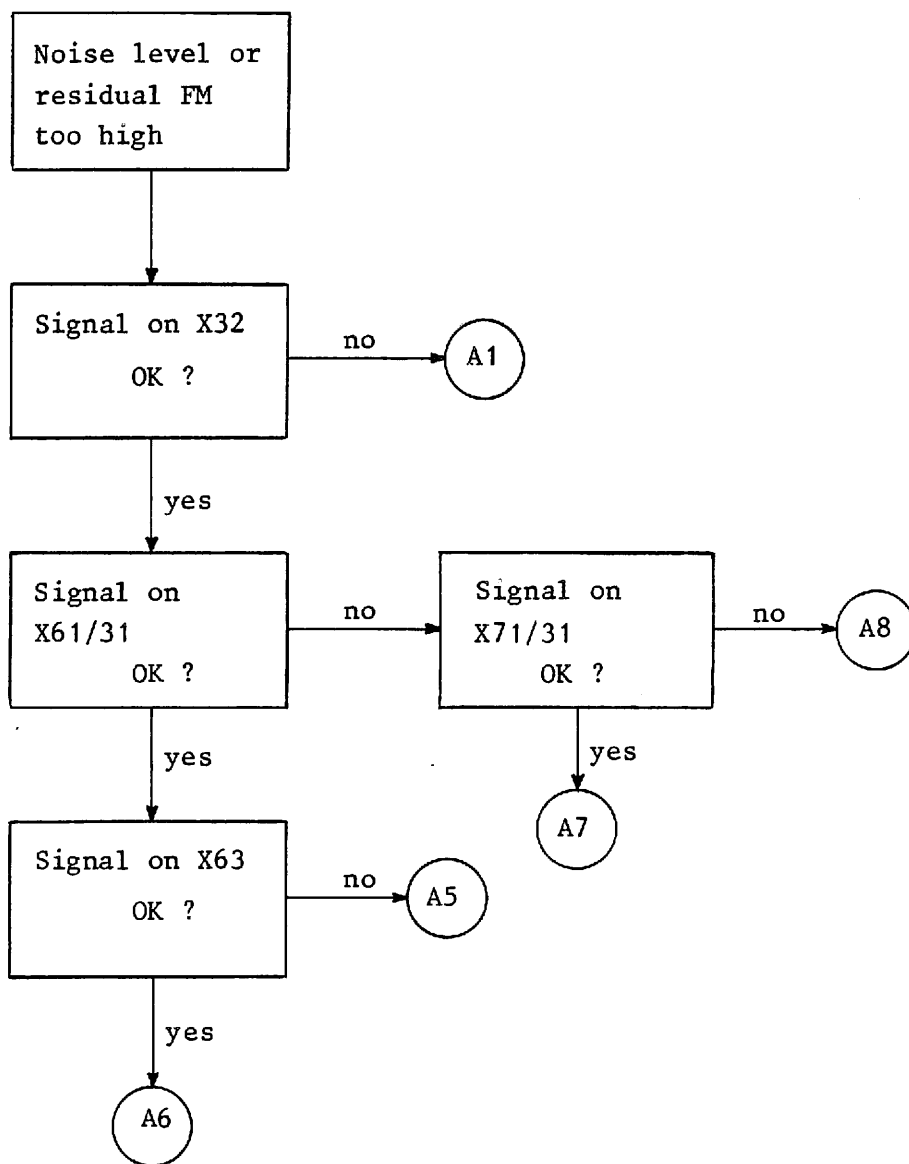 Noise level or
residual FM
too high
Signal on X32
OK ?
no
A1
yes
Signal on
X61/31
OK ?
no
Signal on
X71/31
OK ?
no
A8
yes
yes
A7
Signal on X63
OK ?
no
A5
yes
A6